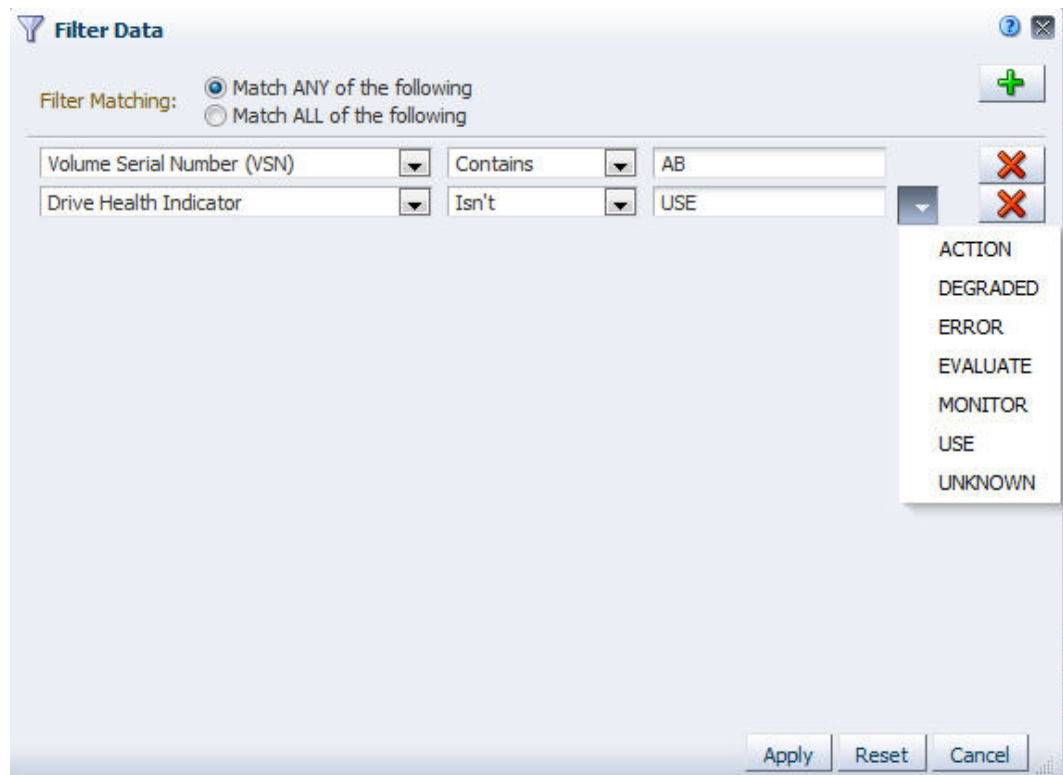 Filter Data
Filter Matching:
Match ANY of the following
Match ALL of the following
Volume Serial Number (VSN) Contains AB
Drive Health Indicator Isn't USE
ACTION
DEGRADED
ERROR
EVALUATE
MONITOR
USE
UNKNOWN
Apply Reset Cancel